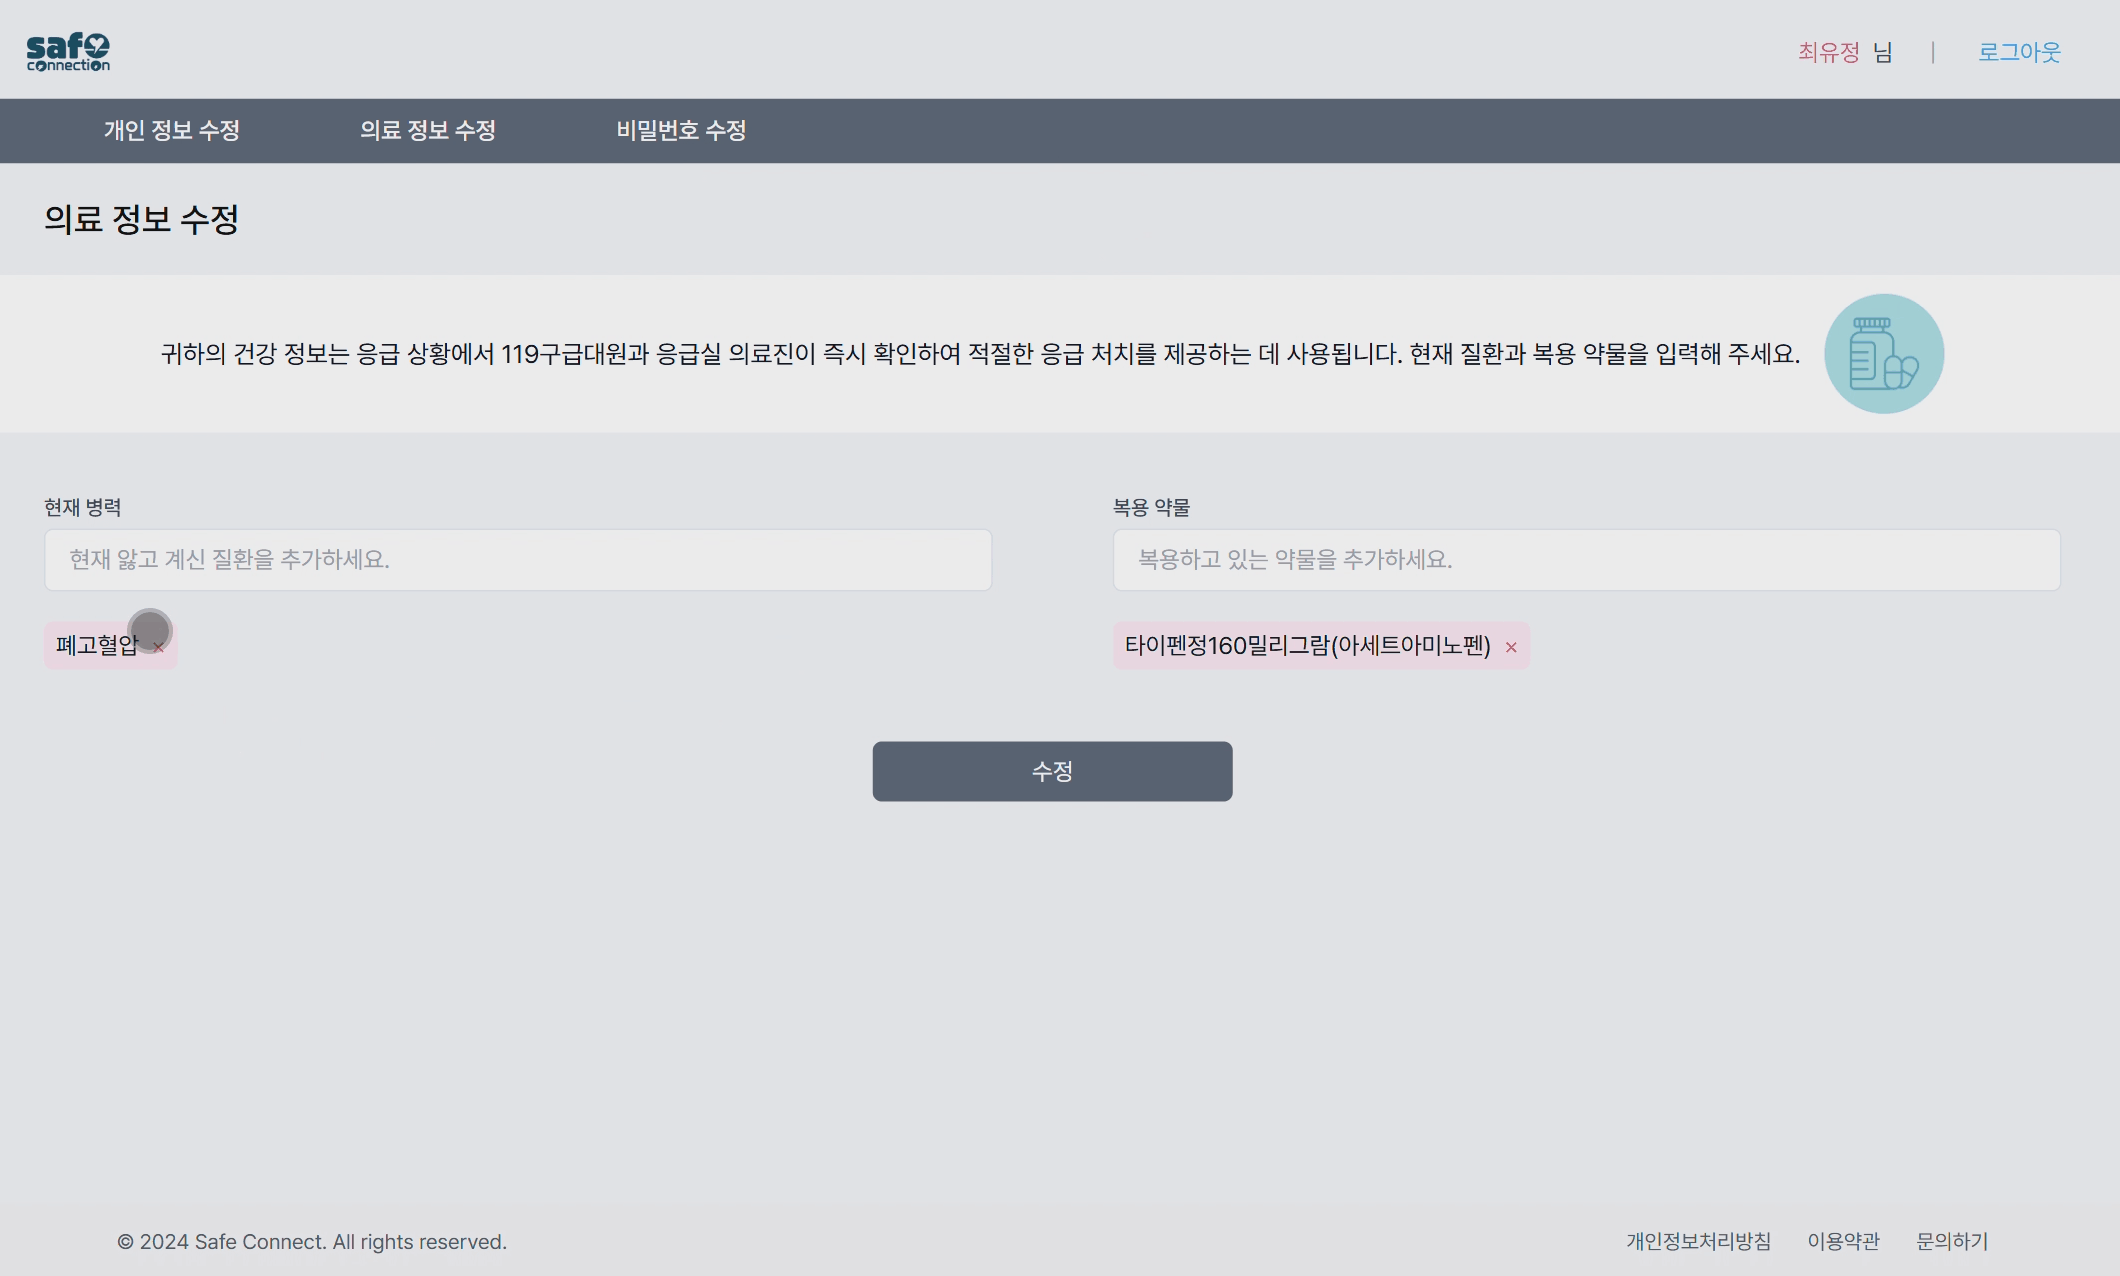 safe
connection
최유정 님 | 로그아웃
개인 정보 수정 의료 정보 수정 비밀번호 수정
의료 정보 수정
귀하의 건강 정보는 응급 상황에서 119구급대원과 응급실 의료진이 즉시 확인하여 적절한 응급 처치를 제공하는 데 사용됩니다. 현재 질환과 복용 약물을 입력해 주세요.
현재 병력
현재 앓고 계신 질환을 추가하세요.
폐고혈압 ×
복용 약물
복용하고 있는 약물을 추가하세요.
타이펜정160밀리그람(아세트아미노펜) ×
수정
© 2024 Safe Connect. All rights reserved.
개인정보처리방침 이용약관 문의하기